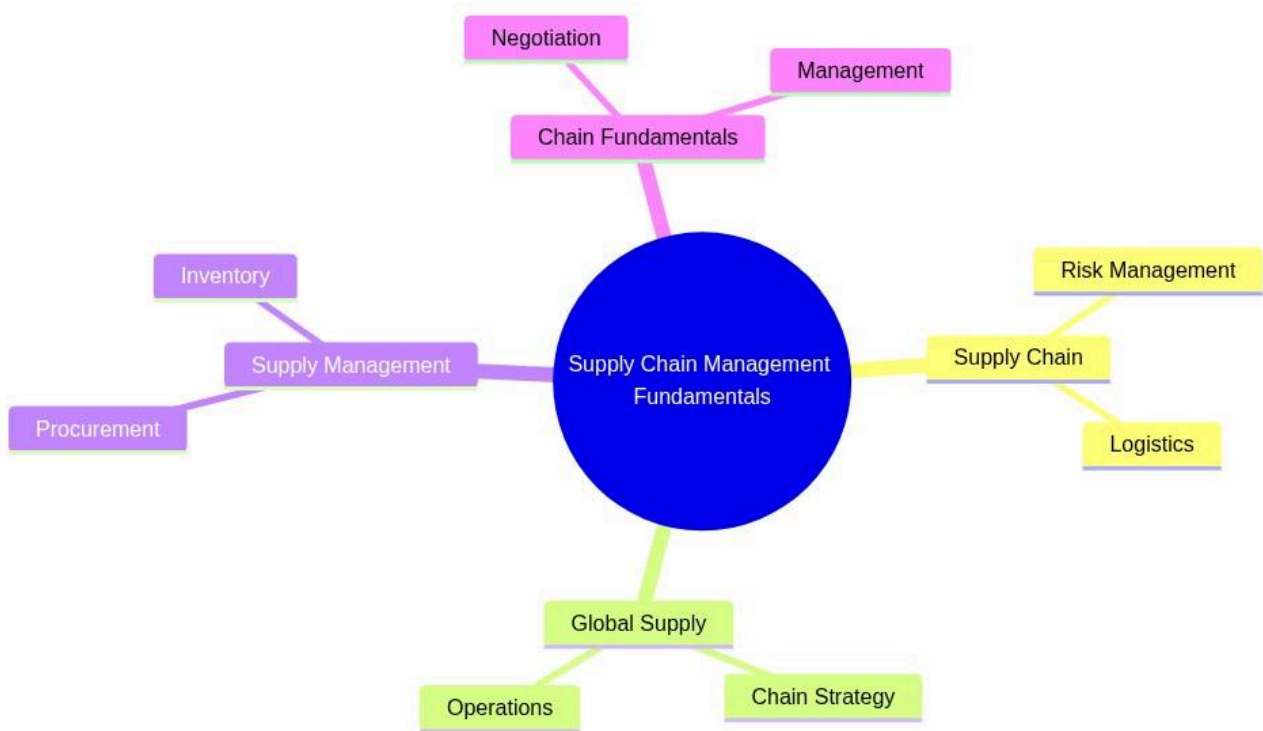 Negotiation
Management
Chain Fundamentals
Inventory
Risk Management
Supply Management
Supply Chain Management
Fundamentals
Supply Chain
Procurement
Logistics
Global Supply
Operations
Chain Strategy